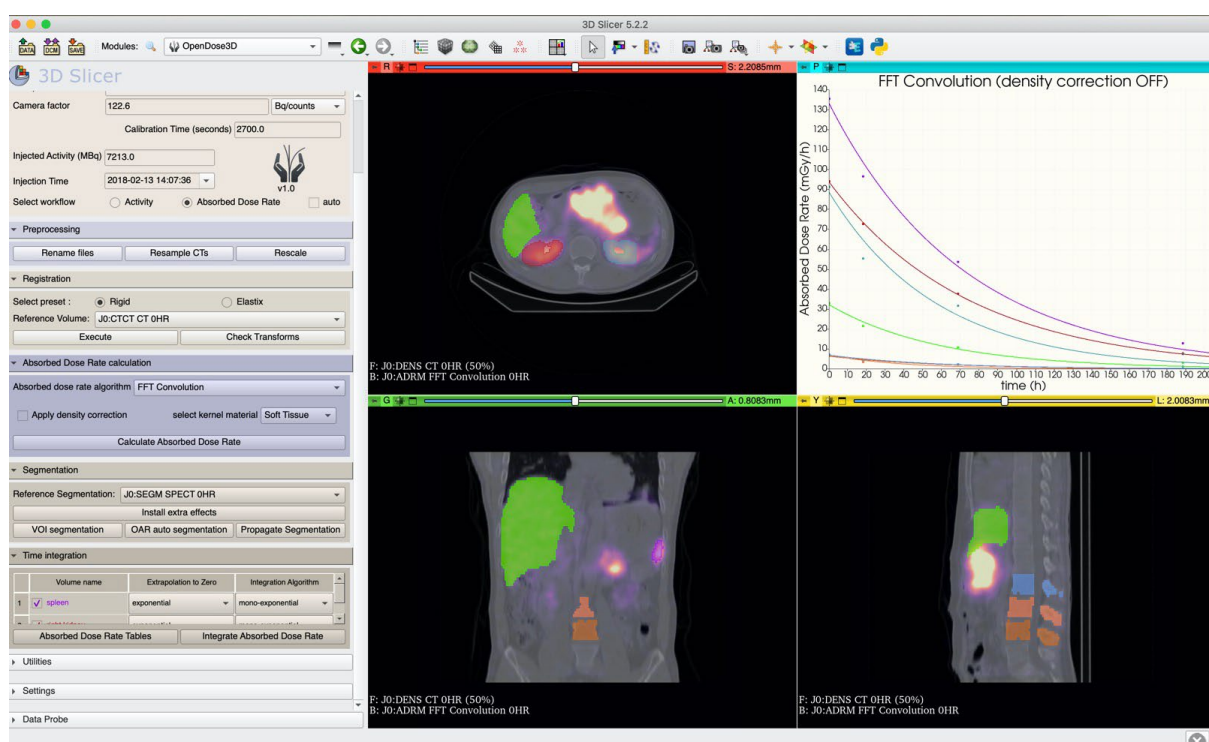 3D Slicer 5.2.2
DATA DCM SAVE Modules: OpenDose3D
3D Slicer
Camera factor 122.6 Bq/counts
Calibration Time (seconds) 2700.0
Injected Activity (MBq) 7213.0
Injection Time 2018-02-13 14:07:36
v1.0
Select workflow Activity Absorbed Dose Rate auto
Preprocessing
Rename files Resample CTs Rescale
Registration
Select preset : Rigid Elastix
Reference Volume: J0:CTCT CT 0HR
Execute Check Transforms
Absorbed Dose Rate calculation
Absorbed dose rate algorithm FFT Convolution
Apply density correction select kernel material Soft Tissue
Calculate Absorbed Dose Rate
Segmentation
Reference Segmentation: J0:SEGM SPECT 0HR
Install extra effects
VOI segmentation OAR auto segmentation Propagate Segmentation
Time integration
Volume name Extrapolation to Zero Integration Algorithm
1 spleen exponential mono-exponential
Absorbed Dose Rate Tables Integrate Absorbed Dose Rate
Utilities
Settings
Data Probe
R S: 2.2085mm
F: J0:DENS CT 0HR (50%)
B: J0:ADRM FFT Convolution 0HR
P
FFT Convolution (density correction OFF)
Absorbed Dose Rate (mGy/h)
140
130
120
110
100
90
80
70
60
50
40
30
20
10
0
0 10 20 30 40 50 60 70 80 90 100 110 120 130 140 150 160 170 180 190 200
time (h)
G A: 0.8083mm
F: J0:DENS CT 0HR (50%)
B: J0:ADRM FFT Convolution 0HR
Y L: 2.0083mm
F: J0:DENS CT 0HR (50%)
B: J0:ADRM FFT Convolution 0HR